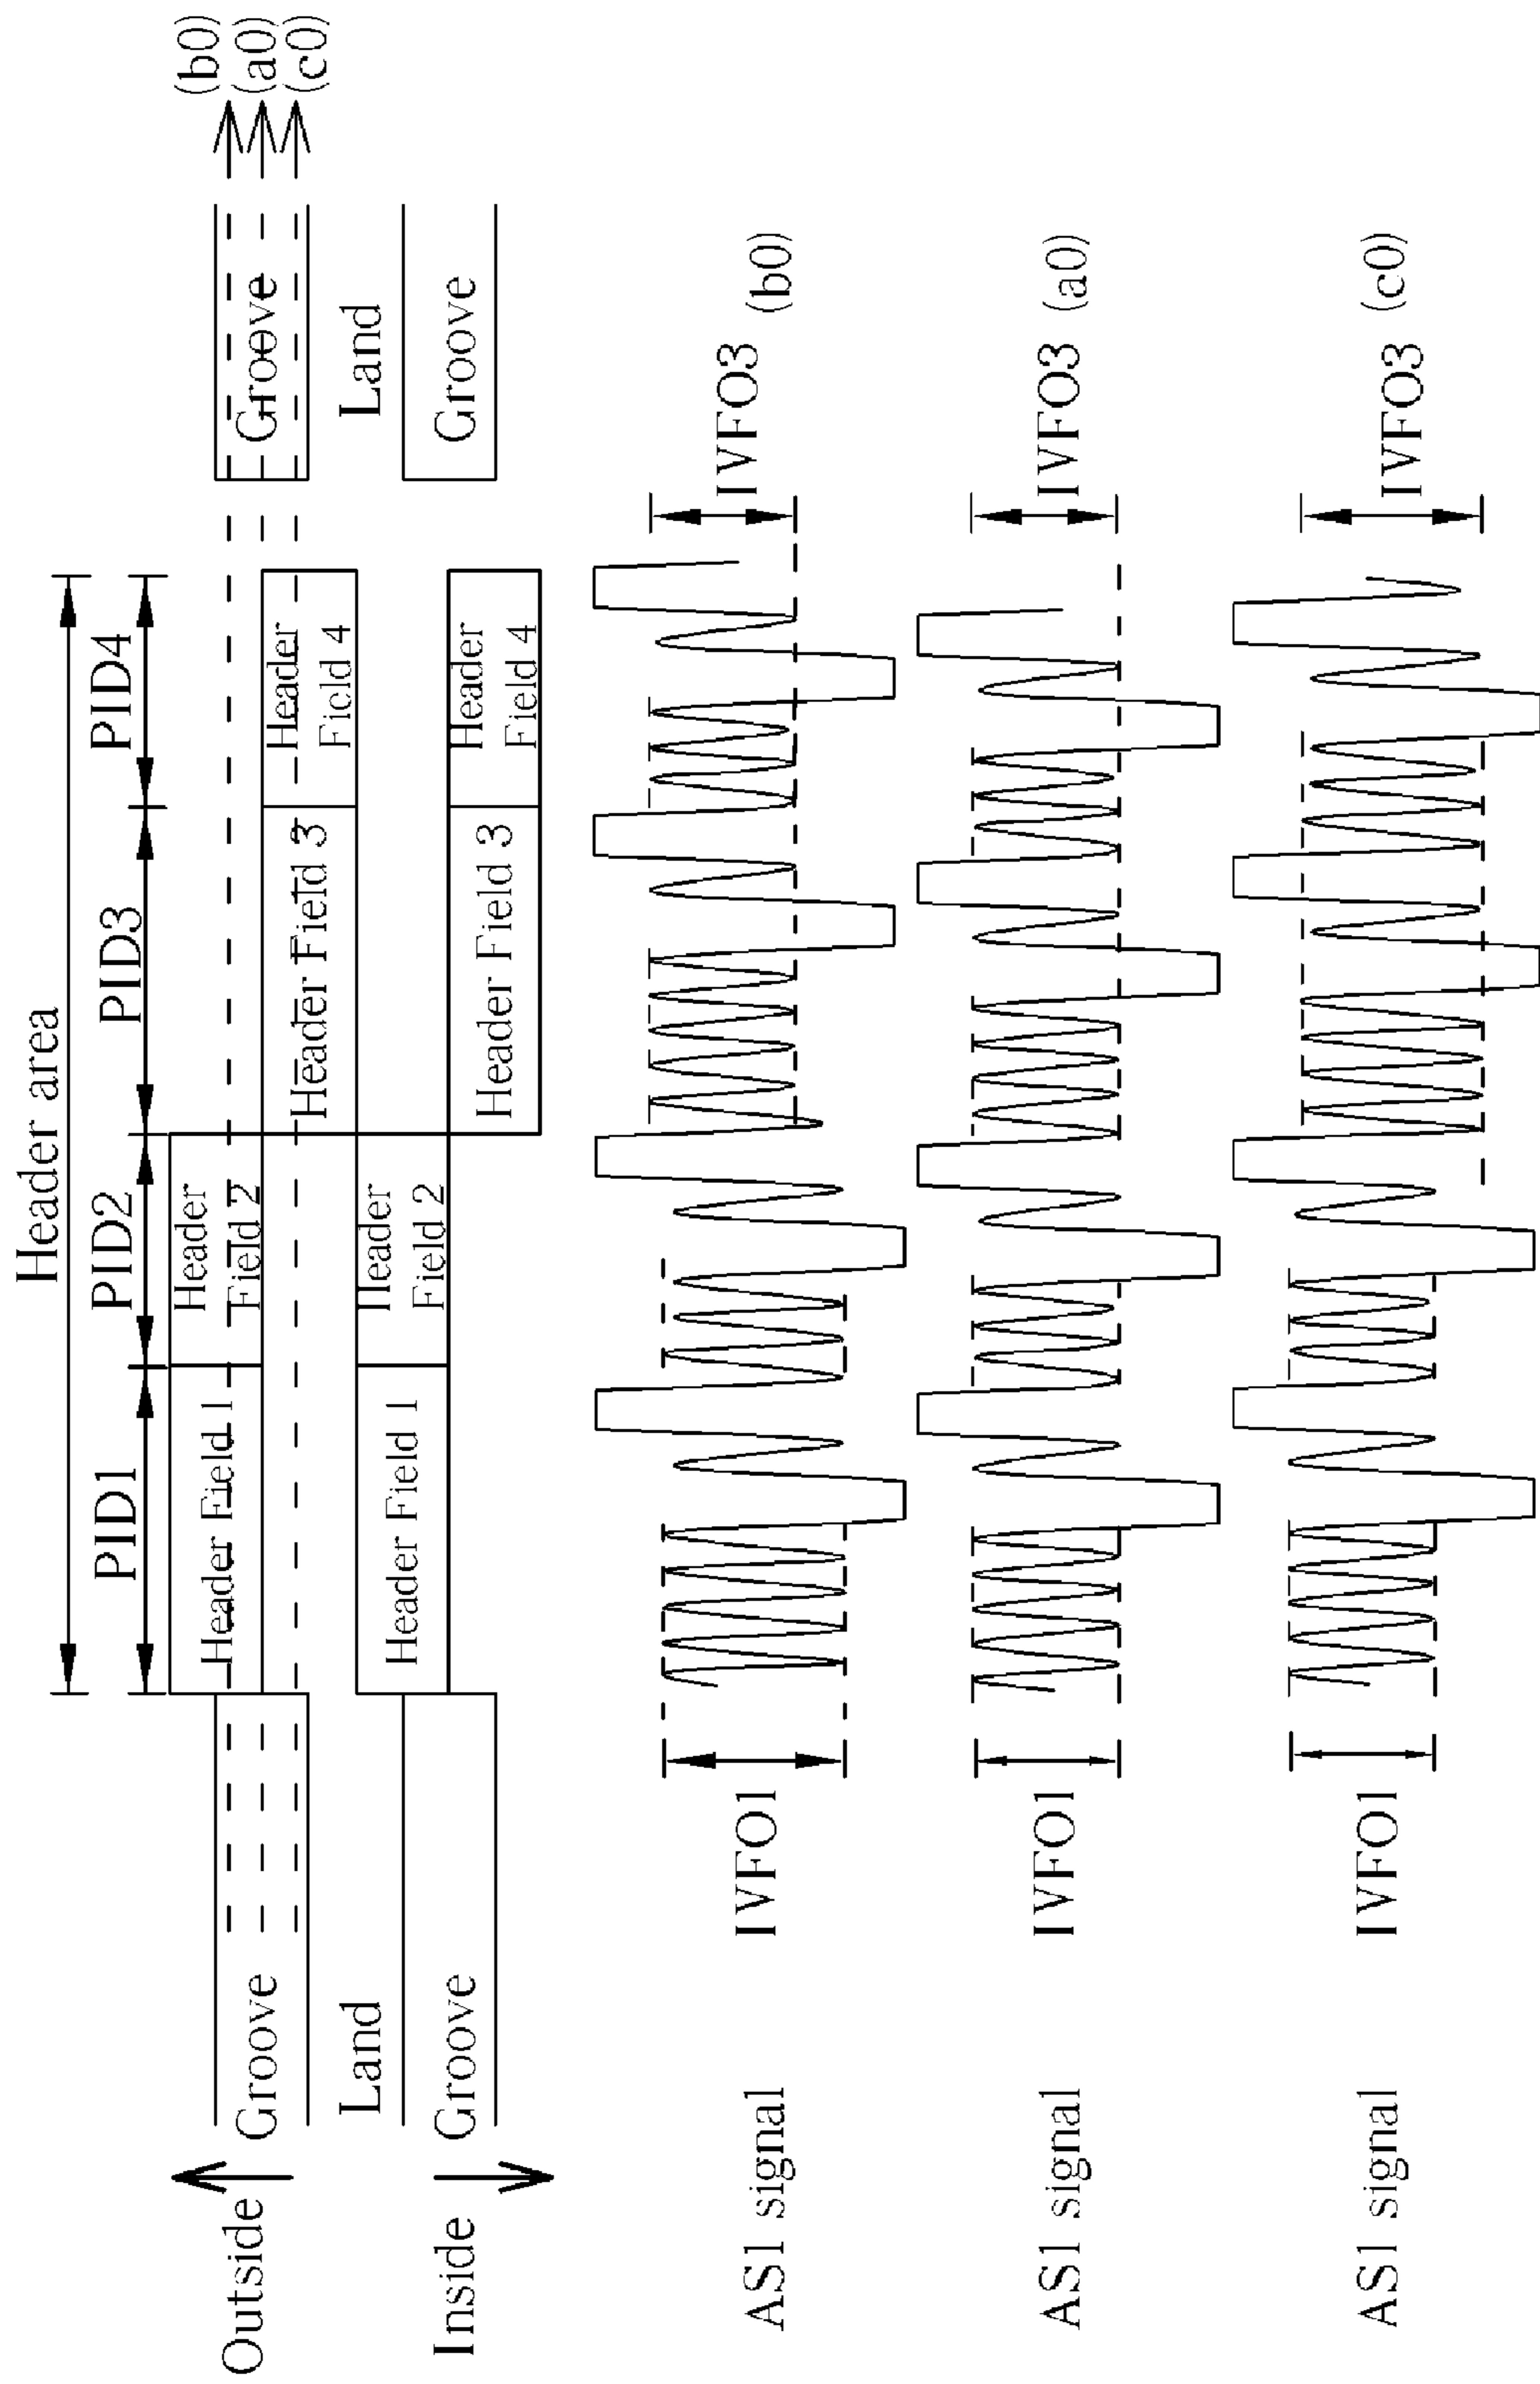 Header area
PID1
PID2
PID3
PID4
Outside
Inside
Groove
Land
Groove
Header Field 1
Header
Field 2
Header Field 3
Header
Field 4
Header Field 1
Header
Field 2
Header Field 3
Header
Field 4
Groove
Land
Groove
(b0)
(a0)
(c0)
AS1 signal
IVFO1
IVFO3
(b0)
AS1 signal
IVFO1
IVFO3
(a0)
AS1 signal
IVFO1
IVFO3
(c0)